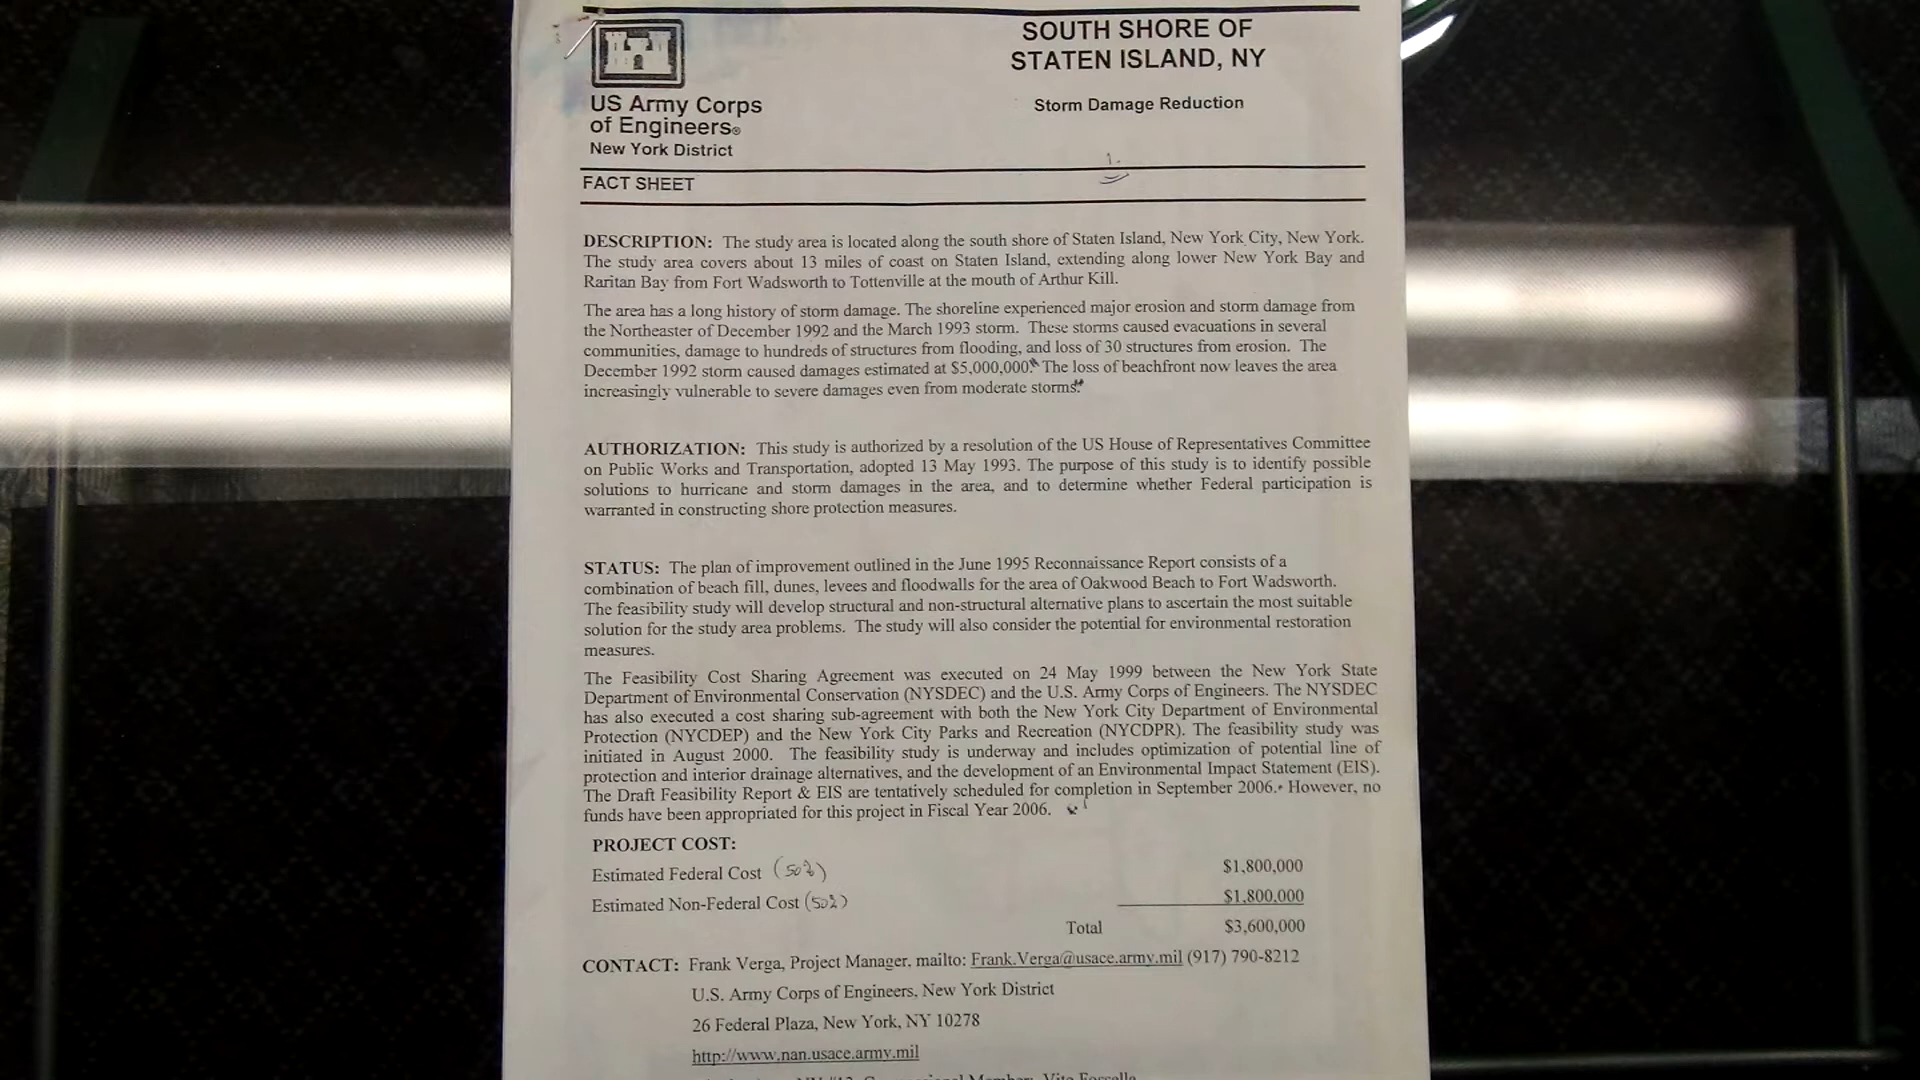 SOUTH SHORE OF
STATEN ISLAND, NY
Storm Damage Reduction
US Army Corps
of Engineers®
New York District
1.
FACT SHEET
DESCRIPTION: The study area is located along the south shore of Staten Island, New York City, New York.
The study area covers about 13 miles of coast on Staten Island, extending along lower New York Bay and
Raritan Bay from Fort Wadsworth to Tottenville at the mouth of Arthur Kill.
The area has a long history of storm damage. The shoreline experienced major erosion and storm damage from
the Northeaster of December 1992 and the March 1993 storm. These storms caused evacuations in several
communities, damage to hundreds of structures from flooding, and loss of 30 structures from erosion. The
December 1992 storm caused damages estimated at $5,000,000. The loss of beachfront now leaves the area
increasingly vulnerable to severe damages even from moderate storms.
AUTHORIZATION: This study is authorized by a resolution of the US House of Representatives Committee
on Public Works and Transportation, adopted 13 May 1993. The purpose of this study is to identify possible
solutions to hurricane and storm damages in the area, and to determine whether Federal participation is
warranted in constructing shore protection measures.
STATUS: The plan of improvement outlined in the June 1995 Reconnaissance Report consists of a
combination of beach fill, dunes, levees and floodwalls for the area of Oakwood Beach to Fort Wadsworth.
The feasibility study will develop structural and non-structural alternative plans to ascertain the most suitable
solution for the study area problems. The study will also consider the potential for environmental restoration
measures.
The Feasibility Cost Sharing Agreement was executed on 24 May 1999 between the New York State
Department of Environmental Conservation (NYSDEC) and the U.S. Army Corps of Engineers. The NYSDEC
has also executed a cost sharing sub-agreement with both the New York City Department of Environmental
Protection (NYCDEP) and the New York City Parks and Recreation (NYCDPR). The feasibility study was
initiated in August 2000. The feasibility study is underway and includes optimization of potential line of
protection and interior drainage alternatives, and the development of an Environmental Impact Statement (EIS).
The Draft Feasibility Report & EIS are tentatively scheduled for completion in September 2006. However, no
funds have been appropriated for this project in Fiscal Year 2006.
PROJECT COST:
Estimated Federal Cost (50%) $1,800,000
Estimated Non-Federal Cost (50%) $1,800,000
Total $3,600,000
CONTACT: Frank Verga, Project Manager, mailto: Frank.Verga@usace.army.mil (917) 790-8212
U.S. Army Corps of Engineers, New York District
26 Federal Plaza, New York, NY 10278
http://www.nan.usace.army.mil